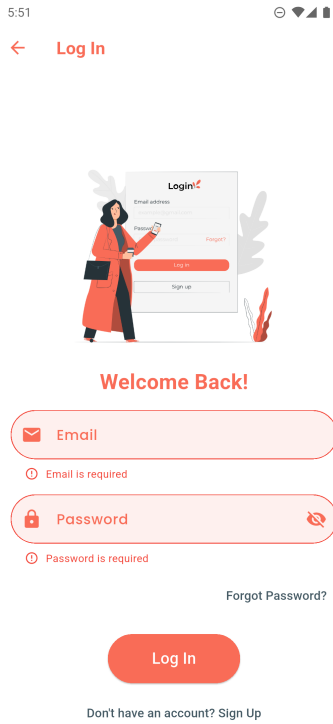 5:51
Log In
Login
Email address
Forgot?
Log in
Sign up
Welcome Back!
Email
Email is required
Password
Password is required
Forgot Password?
Log In
Don't have an account? Sign Up